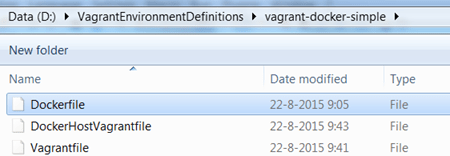 Data (D:) ▸ VagrantEnvironmentDefinitions ▸ vagrant-docker-simple ▸
New folder
Name Date modified Type
Dockerfile 22-8-2015 9:05 File
DockerHostVagrantfile 22-8-2015 9:43 File
Vagrantfile 22-8-2015 9:41 File